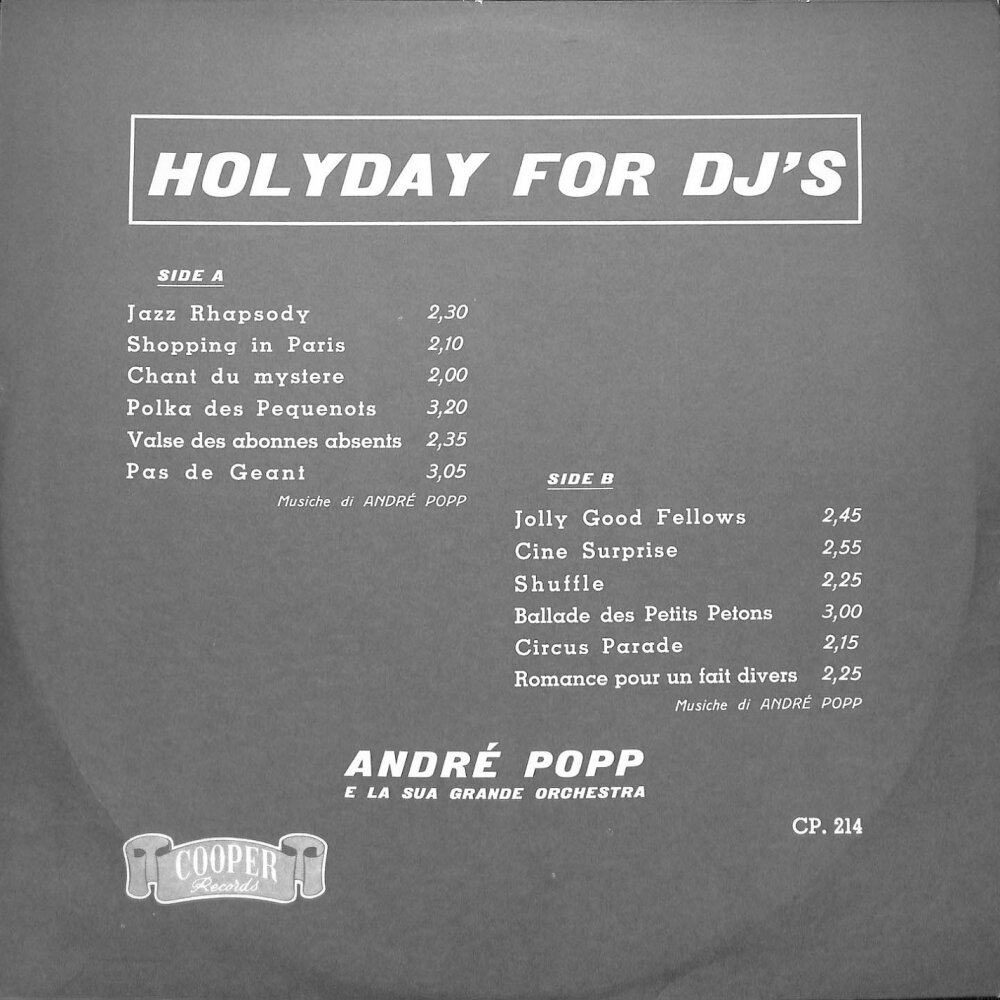 HOLYDAY FOR DJ'S
SIDE A
Jazz Rhapsody 2,30
Shopping in Paris 2,10
Chant du mystere 2,00
Polka des Pequenots 3,20
Valse des abonnes absents 2,35
Pas de Geant 3,05
Musiche di ANDRÉ POPP
SIDE B
Jolly Good Fellows 2,45
Cine Surprise 2,55
Shuffle 2,25
Ballade des Petits Petons 3,00
Circus Parade 2,15
Romance pour un fait divers 2,25
Musiche di ANDRÉ POPP
ANDRÉ POPP
E LA SUA GRANDE ORCHESTRA
CP. 214
COOPER
Records